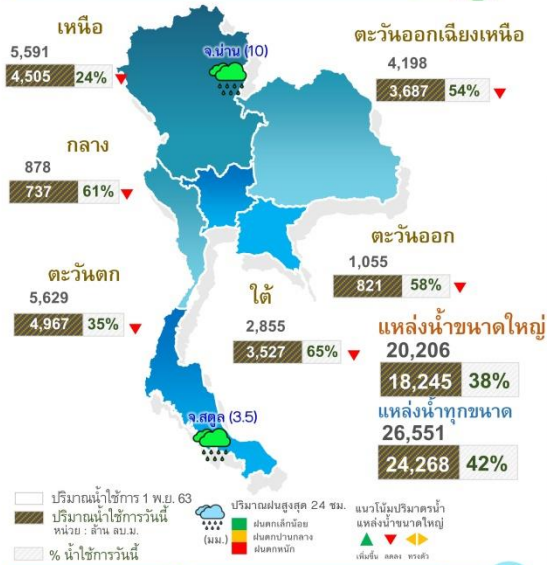 เหนือ
5,591
4,505 24%
จ.น่าน (10)
ตะวันออกเฉียงเหนือ
4,198
3,687 54%
กลาง
878
737 61%
ตะวันออก
1,055
821 58%
ตะวันตก
5,629
4,967 35%
ใต้
2,855
3,527 65%
แหล่งน้ำขนาดใหญ่
20,206
18,245 38%
แหล่งน้ำทุกขนาด
26,551
24,268 42%
จ.สตูล (3.5)
ปริมาณน้ำใช้การ 1 พ.ย. 63
ปริมาณน้ำใช้การวันนี้
หน่วย : ล้าน ลบ.ม.
% น้ำใช้การวันนี้
ปริมาณฝนสูงสุด 24 ชม.
(มม.)
ฝนตกเล็กน้อย
ฝนตกปานกลาง
ฝนตกหนัก
แนวโน้มปริมาตรน้ำ
แหล่งน้ำขนาดใหญ่
เพิ่มขึ้น ลดลง ทรงตัว